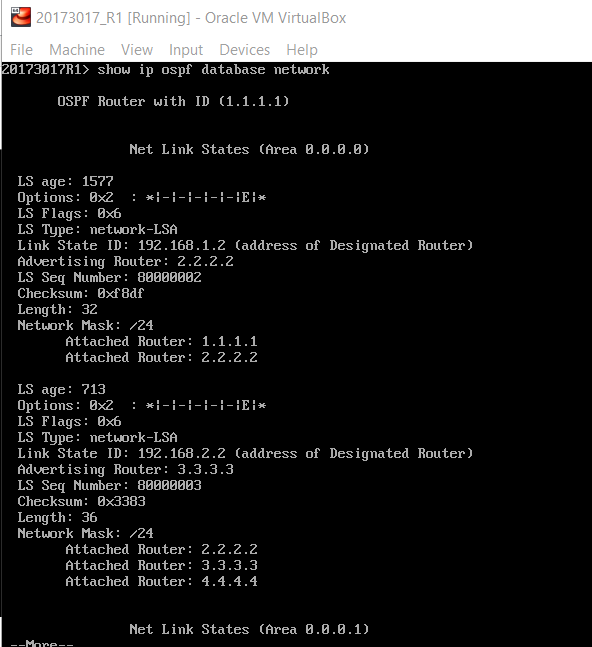 20173017_R1 [Running] - Oracle VM VirtualBox
File Machine View Input Devices Help
20173017R1> show ip ospf database network
OSPF Router with ID (1.1.1.1)
Net Link States (Area 0.0.0.0)
LS age: 1577
Options: 0x2 : *|-|-|-|-|-|E|*
LS Flags: 0x6
LS Type: network-LSA
Link State ID: 192.168.1.2 (address of Designated Router)
Advertising Router: 2.2.2.2
LS Seq Number: 80000002
Checksum: 0xf8df
Length: 32
Network Mask: /24
Attached Router: 1.1.1.1
Attached Router: 2.2.2.2
LS age: 713
Options: 0x2 : *|-|-|-|-|-|E|*
LS Flags: 0x6
LS Type: network-LSA
Link State ID: 192.168.2.2 (address of Designated Router)
Advertising Router: 3.3.3.3
LS Seq Number: 80000003
Checksum: 0x3383
Length: 36
Network Mask: /24
Attached Router: 2.2.2.2
Attached Router: 3.3.3.3
Attached Router: 4.4.4.4
Net Link States (Area 0.0.0.1)
--More--